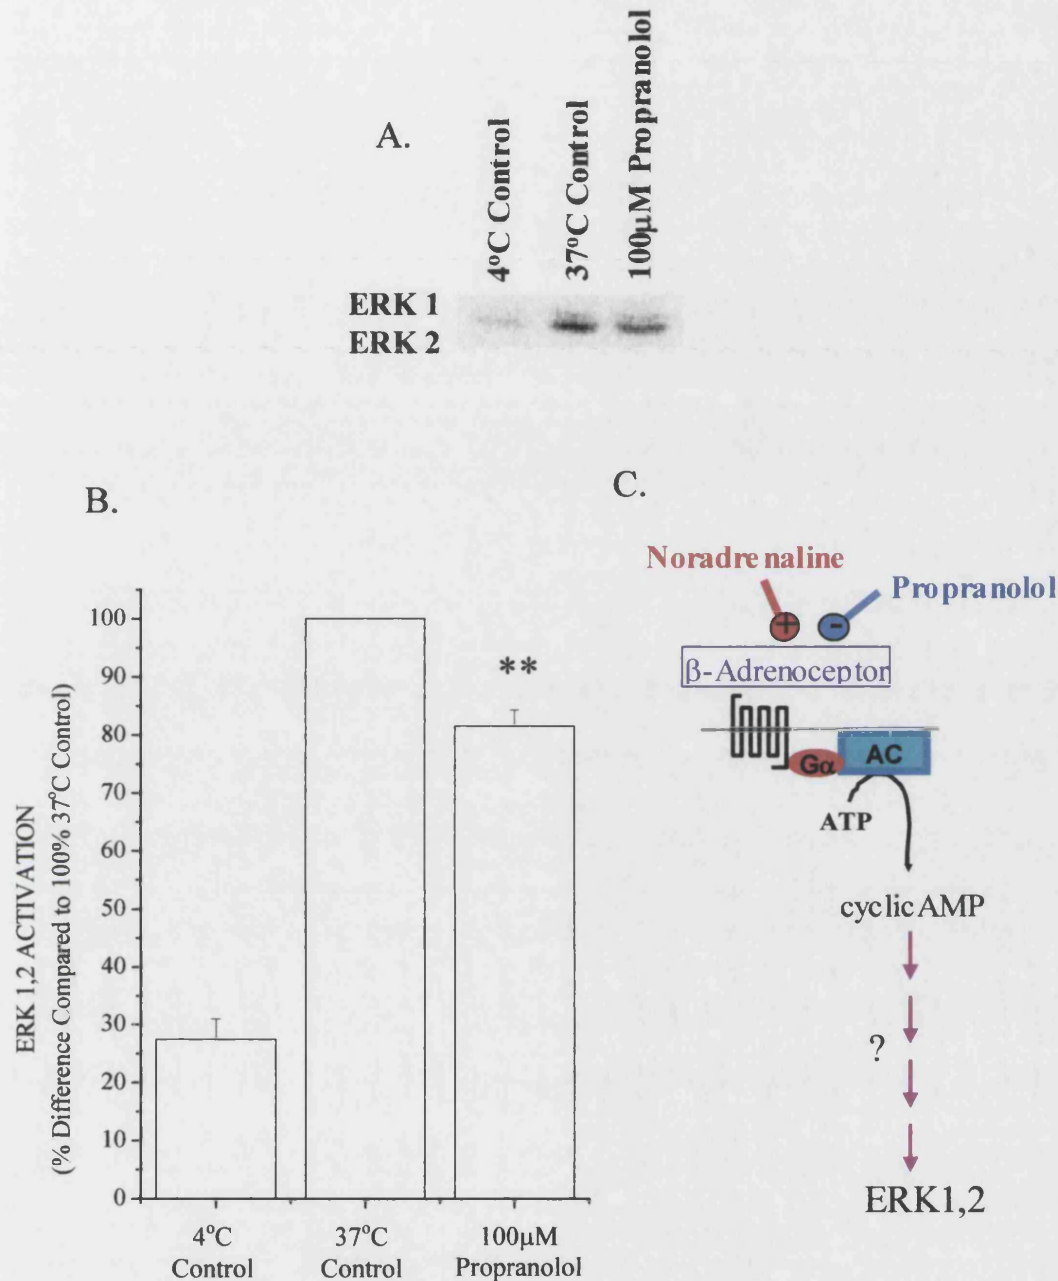 A.
4°C Control
37°C Control
100μM Propranolol
ERK 1
ERK 2
B.
ERK 1,2 ACTIVATION
(% Difference Compared to 100% 37°C Control)
100
90
80
70
60
50
40
30
20
10
0
**
4°C
Control
37°C
Control
100μM
Propranolol
C.
Noradrenaline
Propranolol
+
-
β-Adrenoceptor
Gα
AC
ATP
cyclic AMP
?
ERK1,2